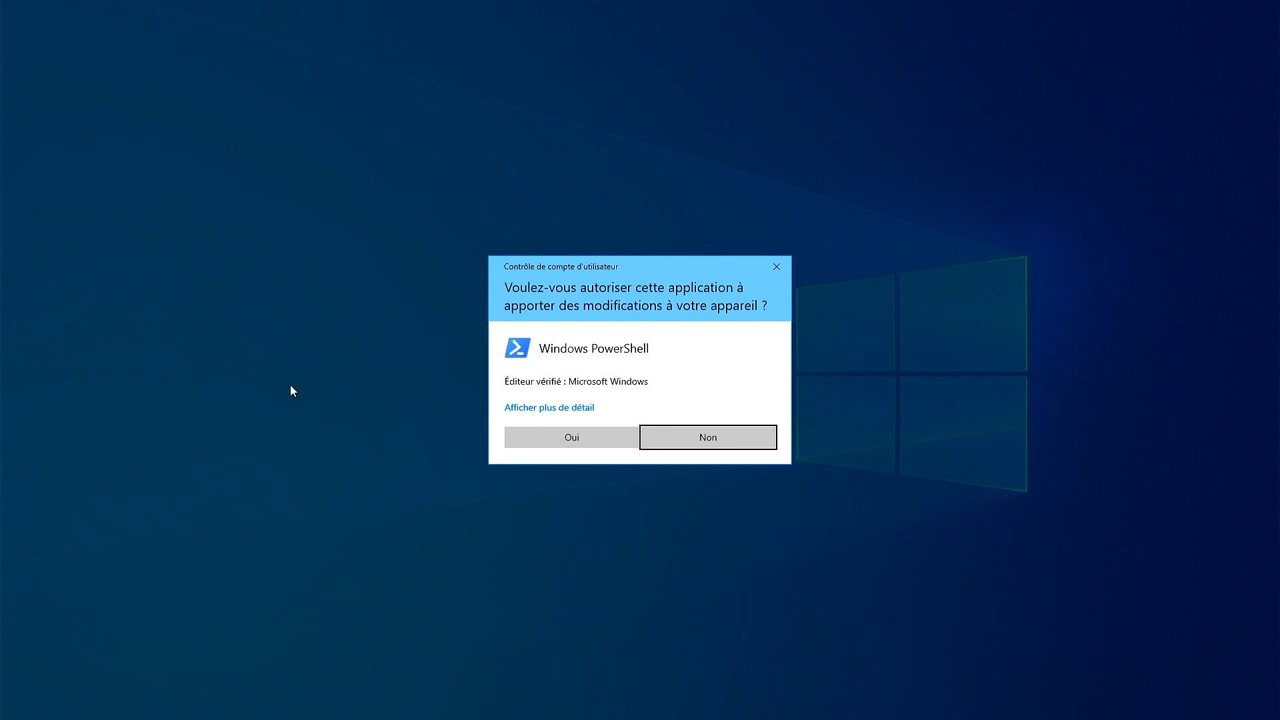 Contrôle de compte d'utilisateur
Voulez-vous autoriser cette application à
apporter des modifications à votre appareil ?
Windows PowerShell
Éditeur vérifié : Microsoft Windows
Afficher plus de détail
Oui
Non